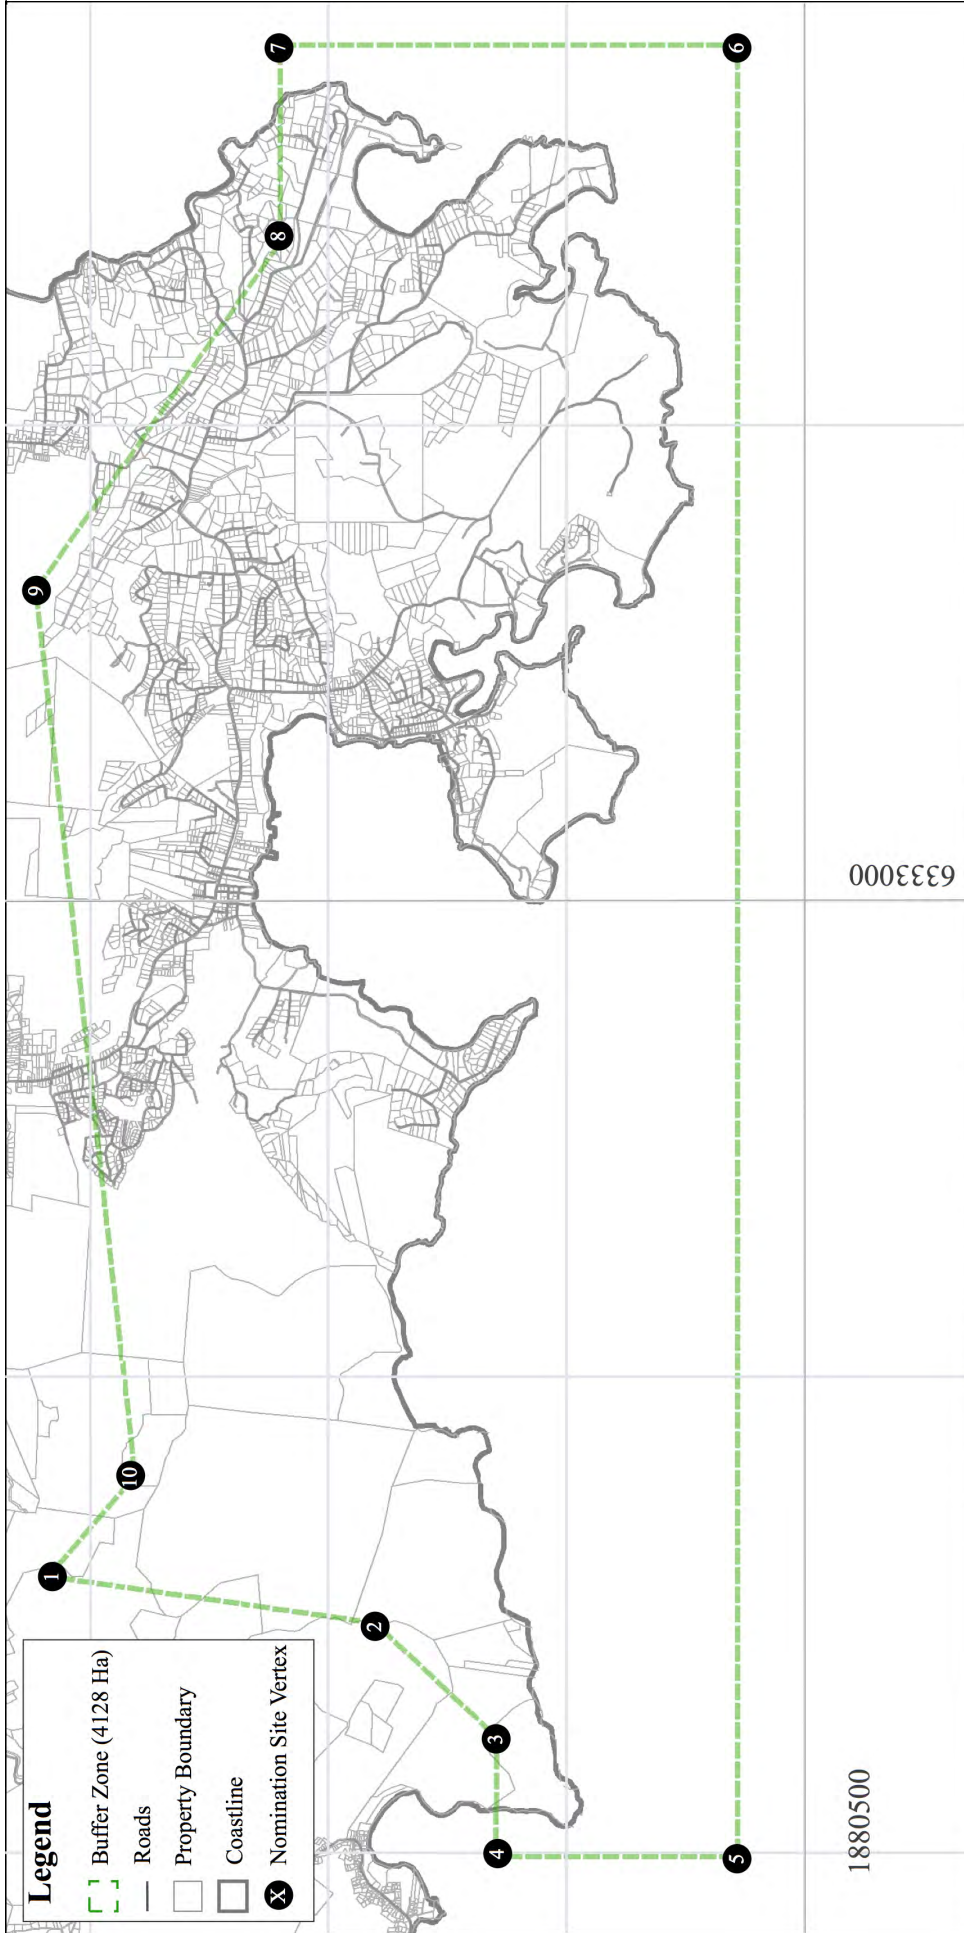 Legend
Buffer Zone (4128 Ha)
Roads
Property Boundary
Coastline
X Nomination Site Vertex
1
2
3
4
5
6
7
8
9
10
6333000
1880500